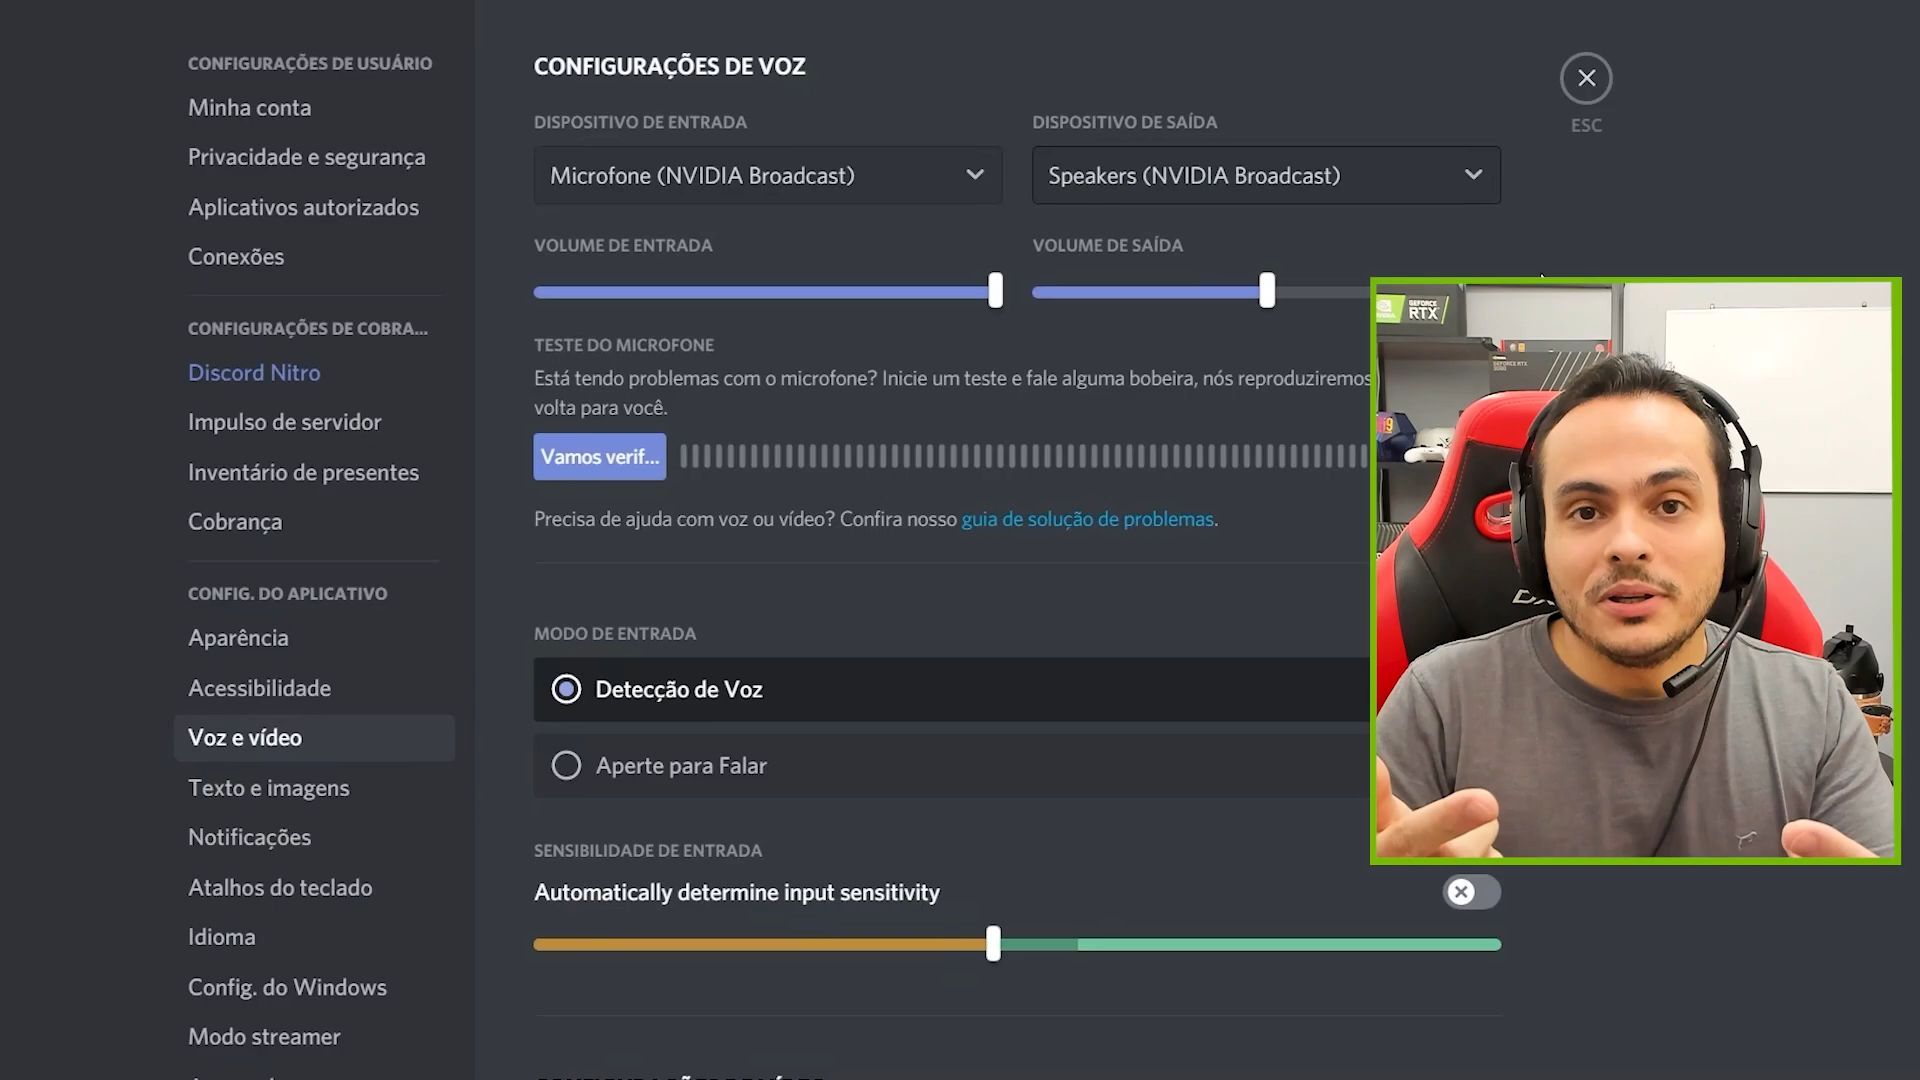 CONFIGURAÇÕES DE USUÁRIO
Minha conta
Privacidade e segurança
Aplicativos autorizados
Conexões
CONFIGURAÇÕES DE COBRA...
Discord Nitro
Impulso de servidor
Inventário de presentes
Cobrança
CONFIG. DO APLICATIVO
Aparência
Acessibilidade
Voz e vídeo
Texto e imagens
Notificações
Atalhos do teclado
Idioma
Config. do Windows
Modo streamer
CONFIGURAÇÕES DE VOZ
DISPOSITIVO DE ENTRADA
Microfone (NVIDIA Broadcast)
DISPOSITIVO DE SAÍDA
Speakers (NVIDIA Broadcast)
VOLUME DE ENTRADA
VOLUME DE SAÍDA
TESTE DO MICROFONE
Está tendo problemas com o microfone? Inicie um teste e fale alguma bobeira, nós reproduziremos
volta para você.
Vamos verif...
Precisa de ajuda com voz ou vídeo? Confira nosso guia de solução de problemas.
MODO DE ENTRADA
Detecção de Voz
Aperte para Falar
SENSIBILIDADE DE ENTRADA
Automatically determine input sensitivity
ESC
GEFORCE
RTX
i9